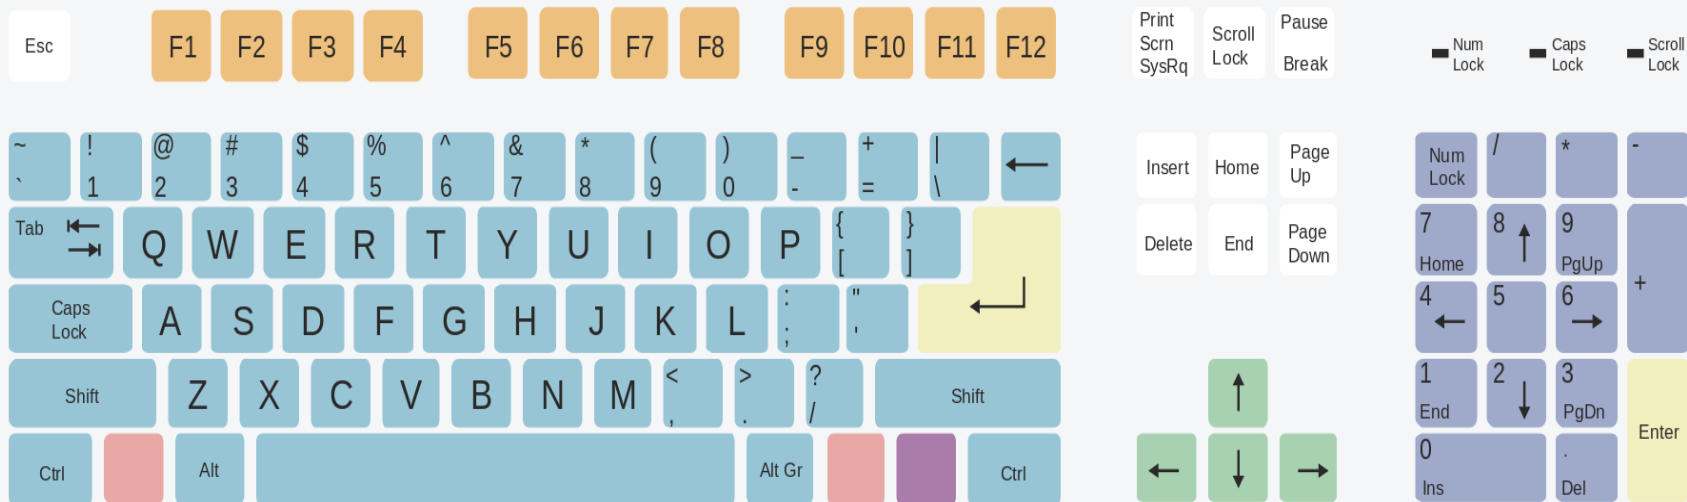 Esc F1 F2 F3 F4 F5 F6 F7 F8 F9 F10 F11 F12
Print
Scrn
SysRq
Scroll
Lock
Pause
Break
Num
Lock
Caps
Lock
Scroll
Lock
~ ! @ # $ % ^ & * ( ) _ + |
` 1 2 3 4 5 6 7 8 9 0 - = \ ←
Insert Home Page
Up
Num
Lock
/ * -
Tab Q W E R T Y U I O P { }
[ ]
Delete End Page
Down
7 8 ↑ 9
Home PgUp
+
Caps
Lock
A S D F G H J K L : "
; '
4 ← 5 6 →
Shift Z X C V B N M < > ?
, . /
Shift
↑
1 2 ↓ 3
End PgDn
Enter
Ctrl Alt Alt Gr Ctrl
← ↓ →
0 .
Ins Del